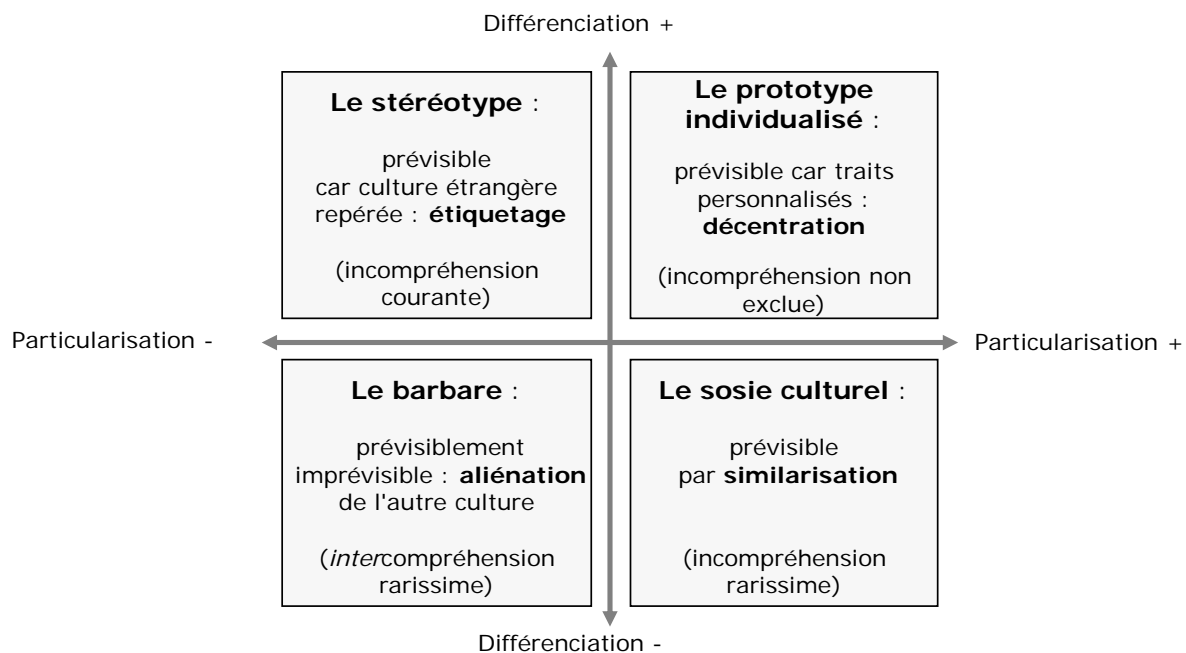 Différenciation +
Le stéréotype :
prévisible
car culture étrangère
repérée : étiquetage
(incompréhension
courante)
Le prototype
individualisé :
prévisible car traits
personnalisés :
décentration
(incompréhension non
exclue)
Particularisation -
Particularisation +
Le barbare :
prévisiblement
imprévisible : aliénation
de l'autre culture
(intercompréhension
rarissime)
Le sosie culturel :
prévisible
par similarisation
(incompréhension
rarissime)
Différenciation -